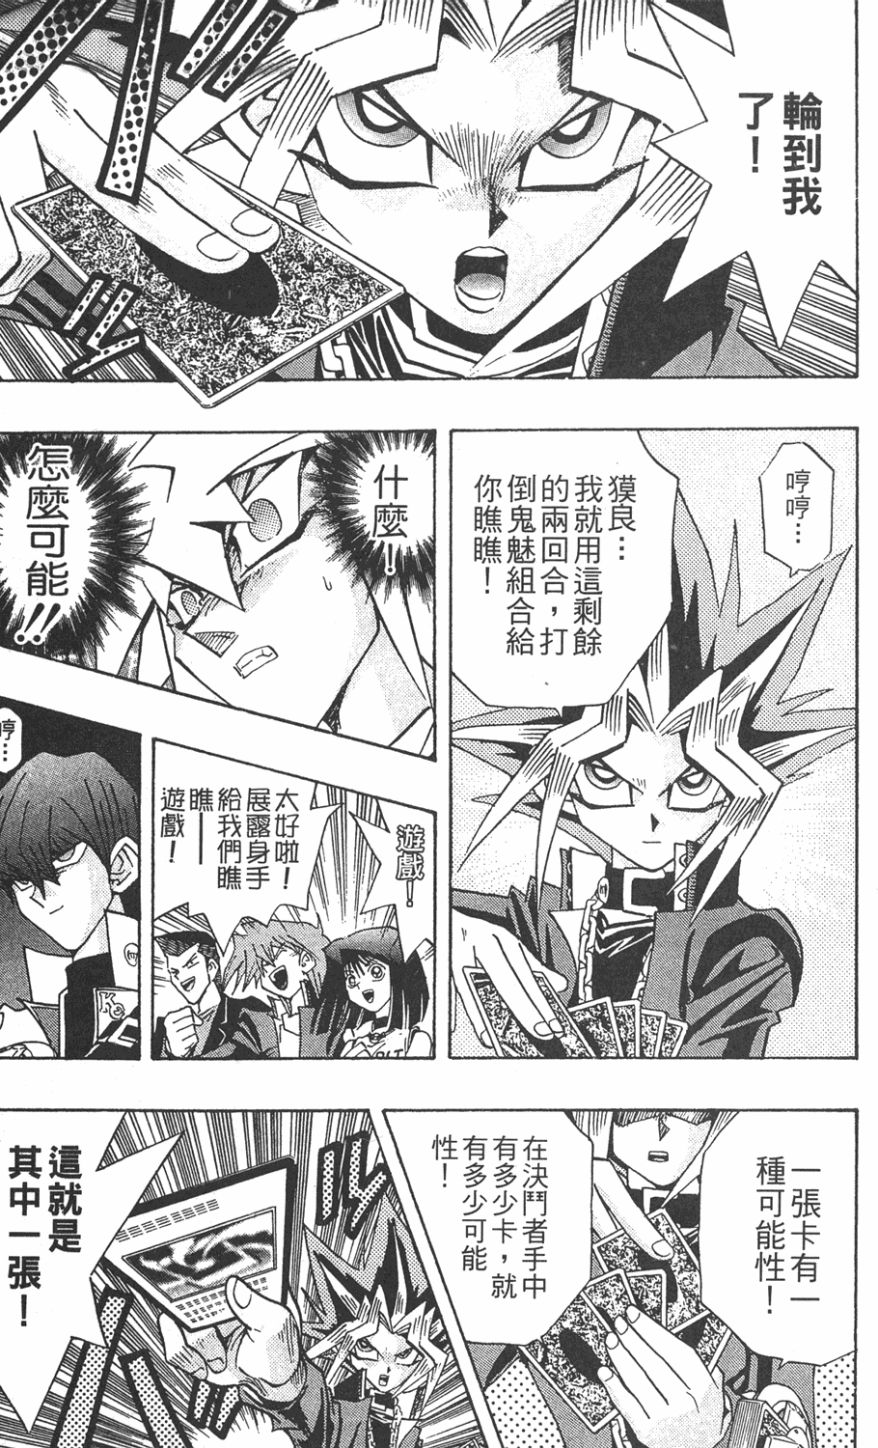 輪到我
了！
哼哼…
獏良…
我就用這剩餘
的兩回合，打
倒鬼魅組合給
你瞧瞧！
什麼！
怎麼可能
!!
遊戲！
太好啦！
展露身手
給我們瞧
瞧——
遊戲！
哼…
一張卡有一
種可能性！
在決鬥者手中
有多少卡，就
有多少可能
性！
這就是
其中一張！